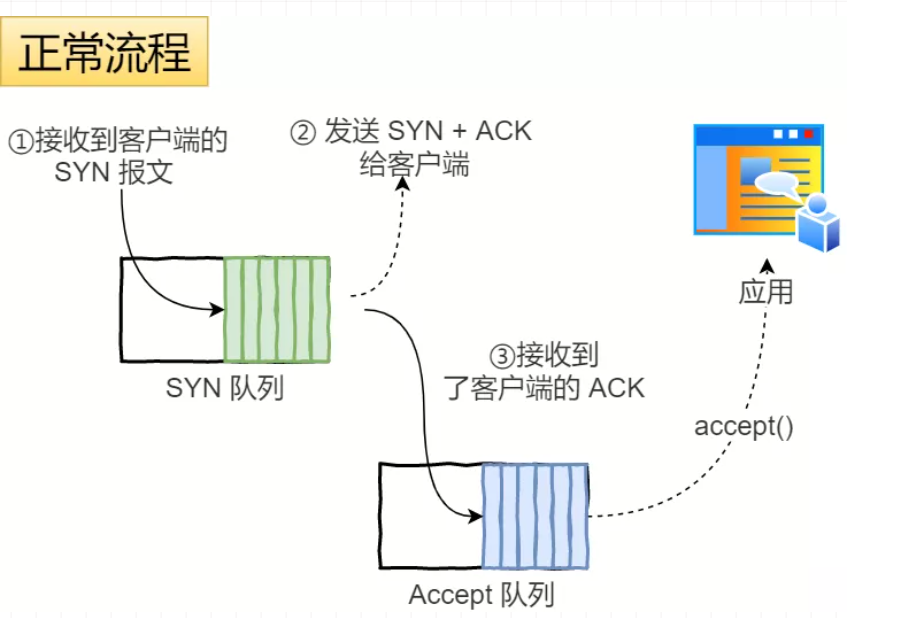 正常流程
①接收到客户端的
SYN 报文
② 发送 SYN + ACK
给客户端
应用
SYN 队列
③接收到
了客户端的 ACK
accept()
Accept 队列